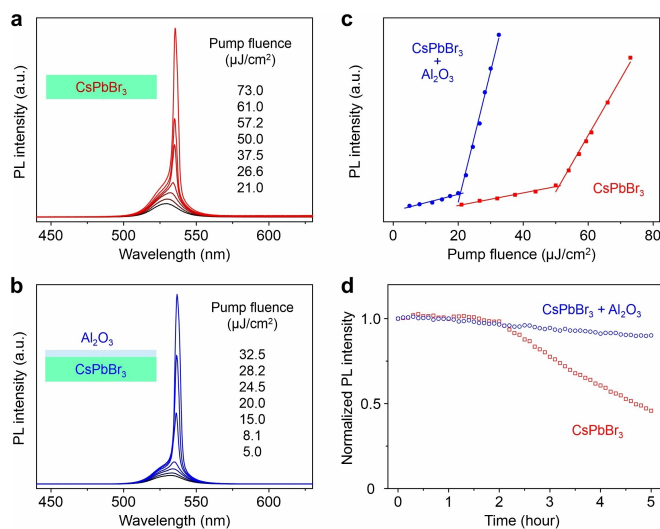 a
PL intensity (a.u.)
CsPbBr₃
Pump fluence
(μJ/cm²)
73.0
61.0
57.2
50.0
37.5
26.6
21.0
450
500
550
600
Wavelength (nm)
b
PL intensity (a.u.)
Al₂O₃
CsPbBr₃
Pump fluence
(μJ/cm²)
32.5
28.2
24.5
20.0
15.0
8.1
5.0
450
500
550
600
Wavelength (nm)
c
PL intensity (a.u.)
CsPbBr₃
+
Al₂O₃
CsPbBr₃
0
20
40
60
80
Pump fluence (μJ/cm²)
d
Normalized PL intensity
1.0
0.5
0
CsPbBr₃ + Al₂O₃
CsPbBr₃
0
1
2
3
4
5
Time (hour)